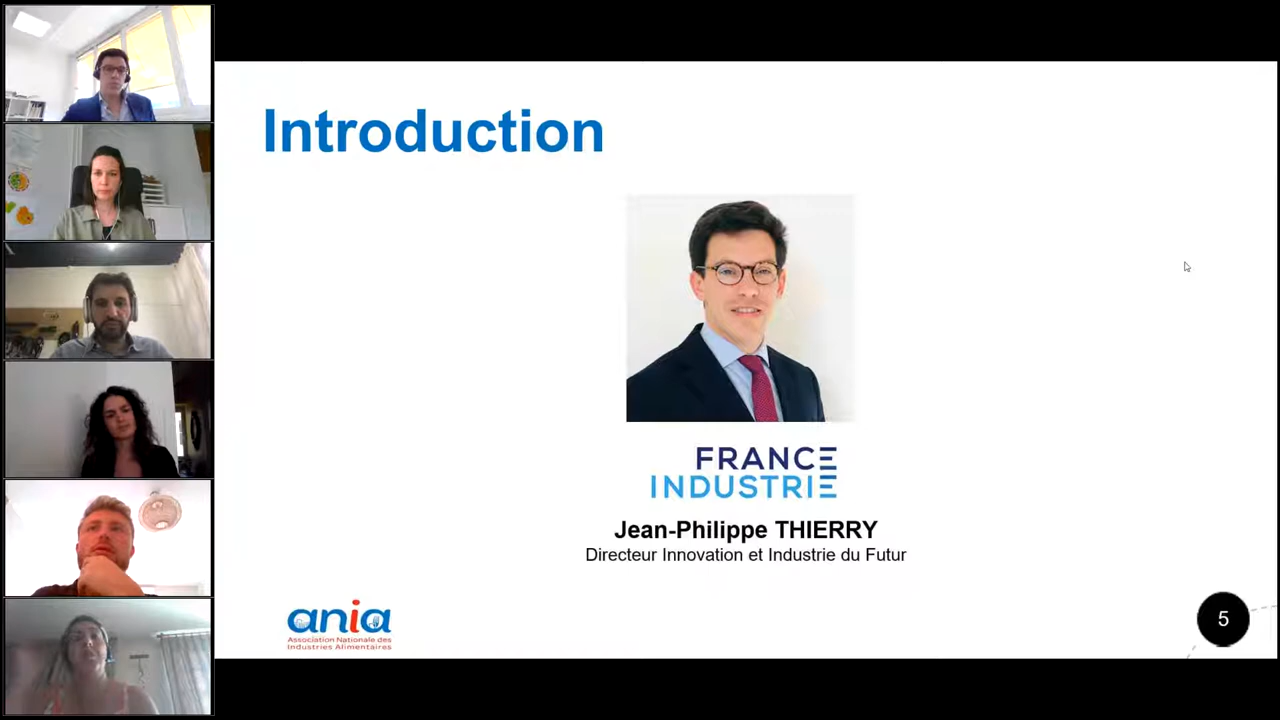 Introduction
FRANCE
INDUSTRIE
Jean-Philippe THIERRY
Directeur Innovation et Industrie du Futur
ania
Association Nationale des
Industries Alimentaires
5